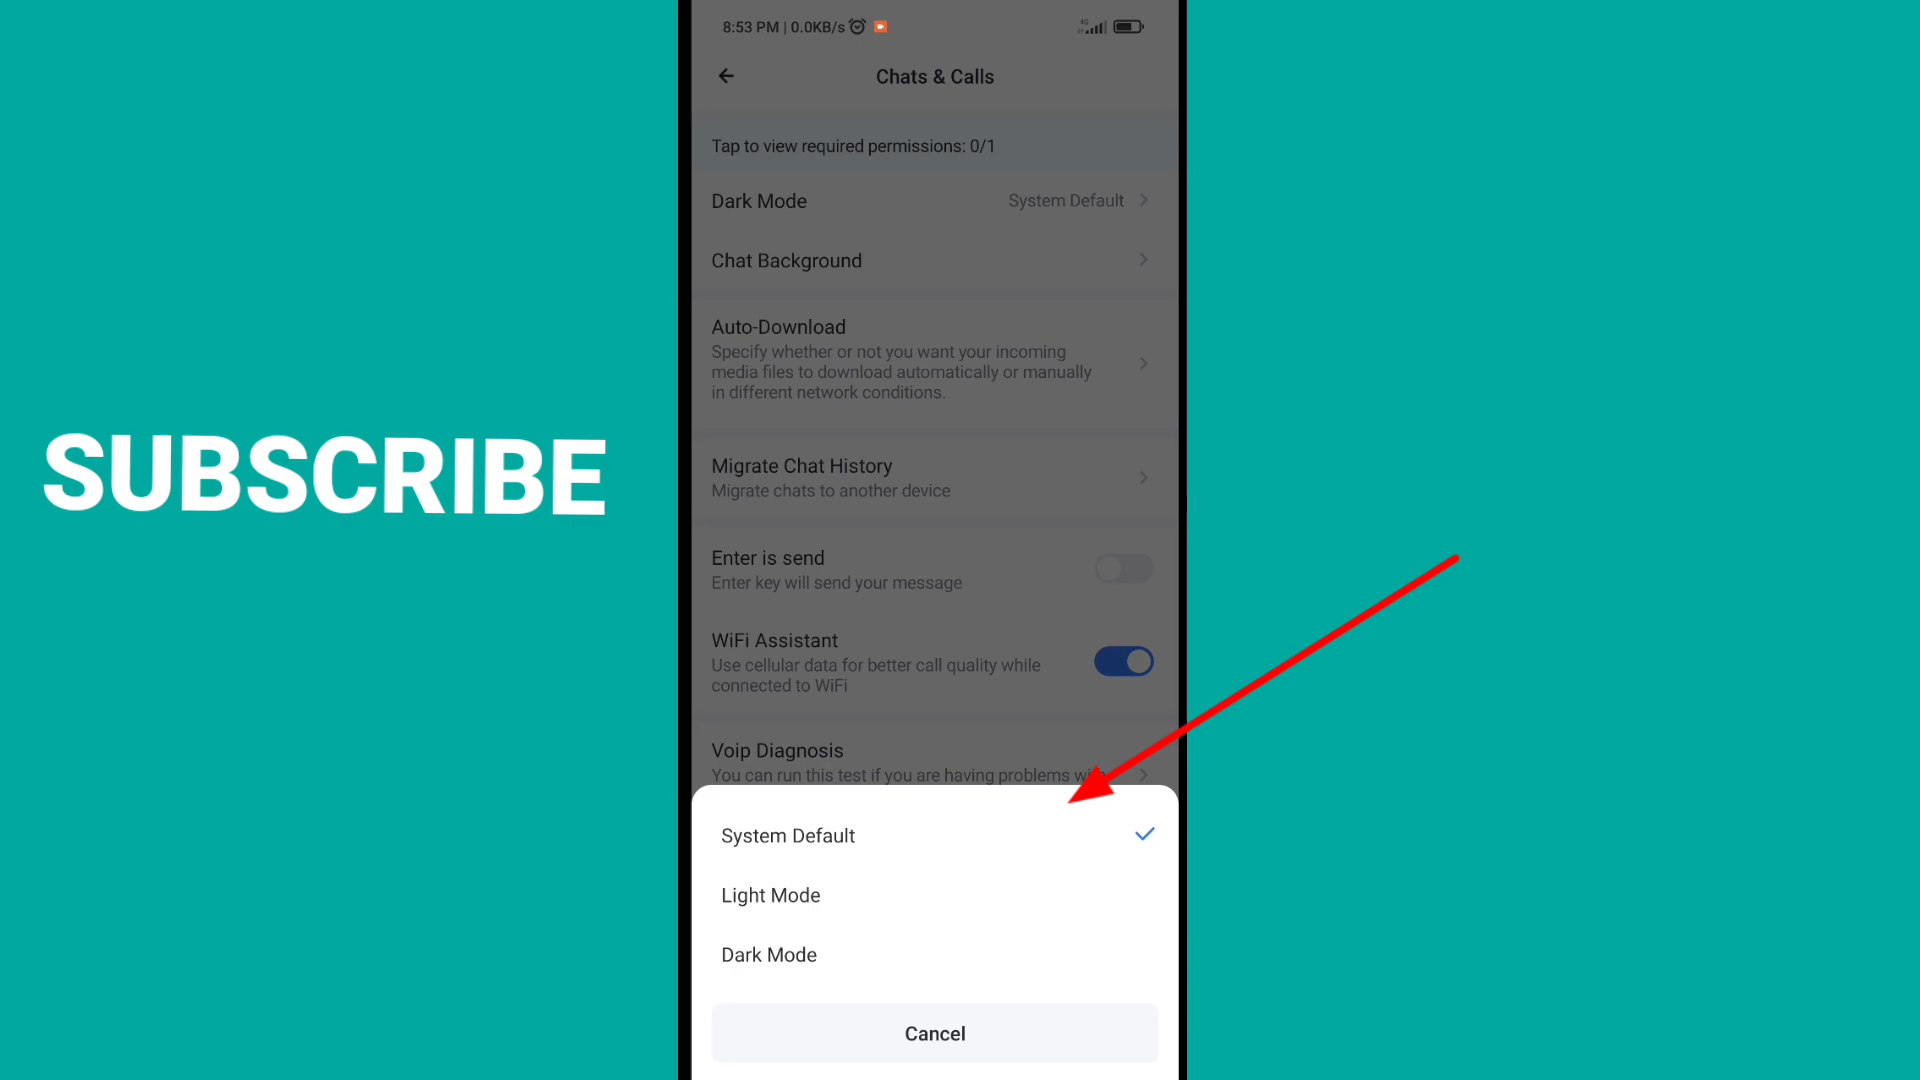 8:53 PM | 0.0KB/s
4G
Chats & Calls
Tap to view required permissions: 0/1
Dark Mode
System Default
Chat Background
Auto-Download
Specify whether or not you want your incoming
media files to download automatically or manually
in different network conditions.
Migrate Chat History
Migrate chats to another device
Enter is send
Enter key will send your message
WiFi Assistant
Use cellular data for better call quality while
connected to WiFi
Voip Diagnosis
You can run this test if you are having problems
System Default
Light Mode
Dark Mode
Cancel
SUBSCRIBE